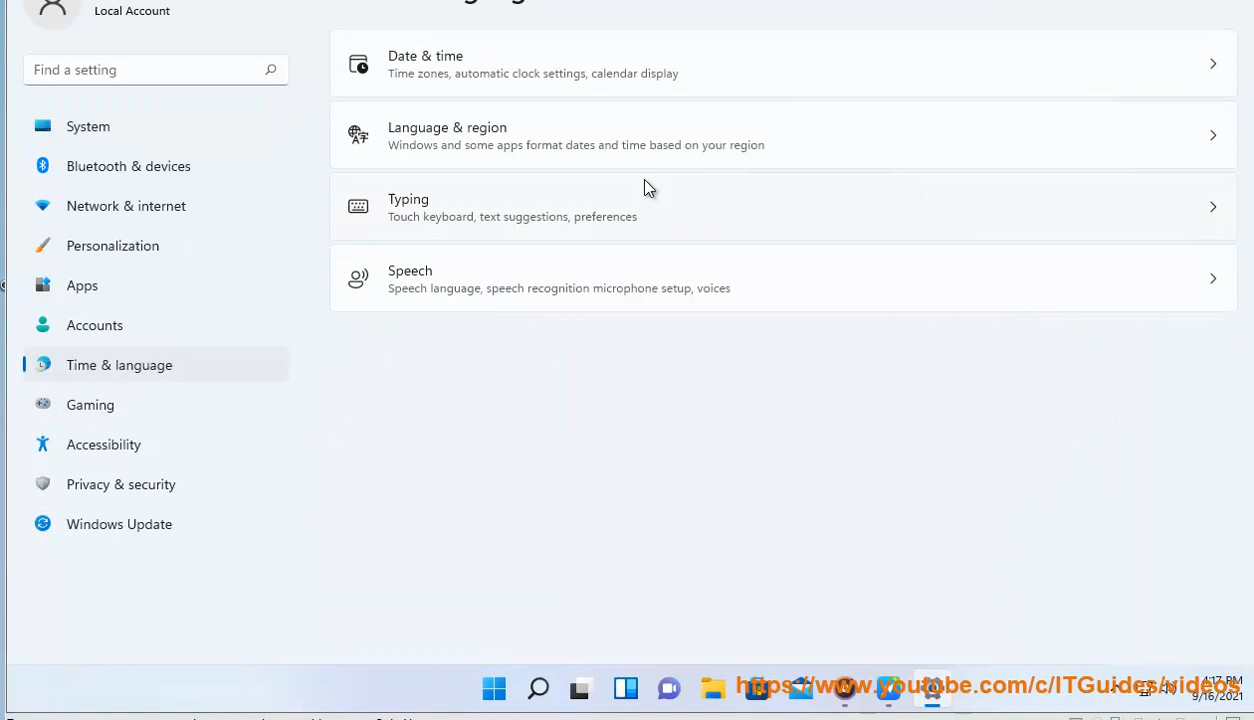 Local Account
Find a setting
System
Bluetooth & devices
Network & internet
Personalization
Apps
Accounts
Time & language
Gaming
Accessibility
Privacy & security
Windows Update
Date & time
Time zones, automatic clock settings, calendar display
Language & region
Windows and some apps format dates and time based on your region
Typing
Touch keyboard, text suggestions, preferences
Speech
Speech language, speech recognition microphone setup, voices
https://www.youtube.com/c/ITGuides/videos
4:17 PM
9/16/2021